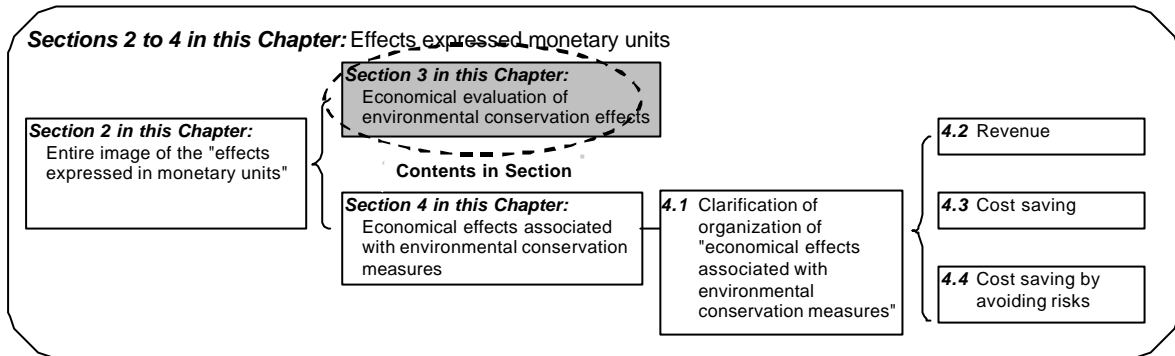 Sections 2 to 4 in this Chapter: Effects expressed monetary units
Section 3 in this Chapter:
Economical evaluation of
environmental conservation effects
Section 2 in this Chapter:
Entire image of the "effects
expressed in monetary units"
Contents in Section
Section 4 in this Chapter:
Economical effects associated
with environmental conservation
measures
4.1 Clarification of
organization of
"economical effects
associated with
environmental
conservation measures"
4.2 Revenue
4.3 Cost saving
4.4 Cost saving by
avoiding risks